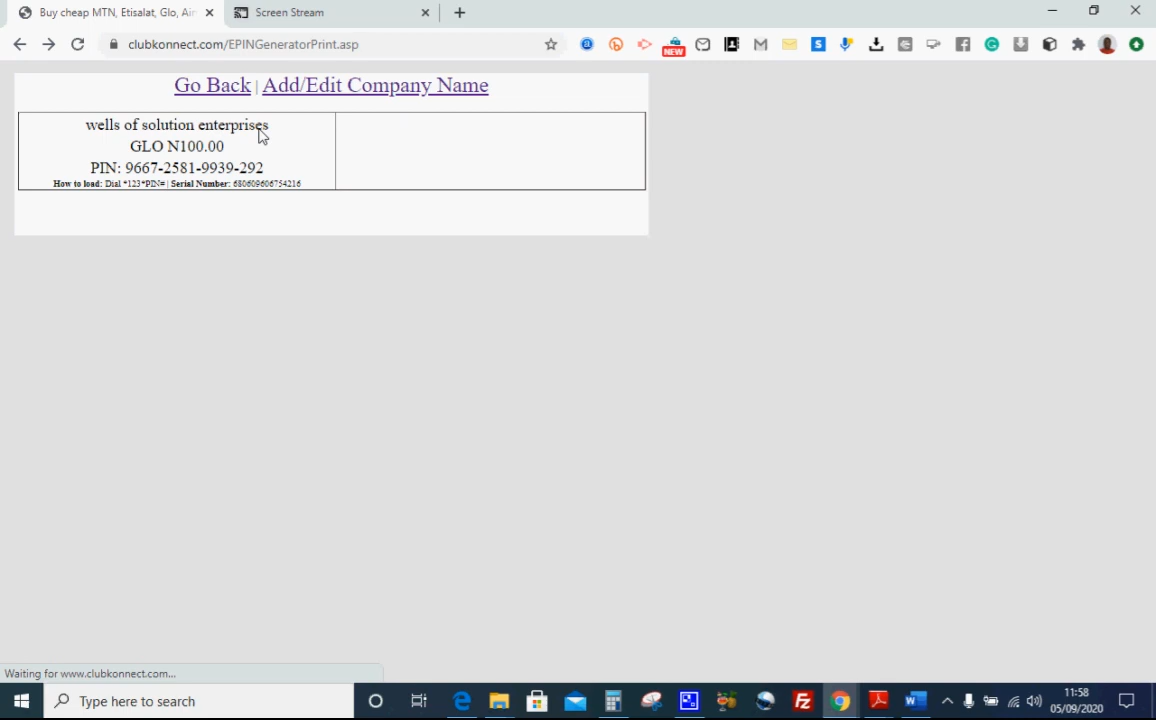 Buy cheap MTN, Etisalat, Glo, Air
Screen Stream
clubkonnect.com/EPINGeneratorPrint.asp
NEW
Go Back | Add/Edit Company Name
wells of solution enterprises
GLO N100.00
PIN: 9667-2581-9939-292
How to load: Dial *123*PIN# | Serial Number: 680609606754216
Waiting for www.clubkonnect.com...
Type here to search
11:58
05/09/2020